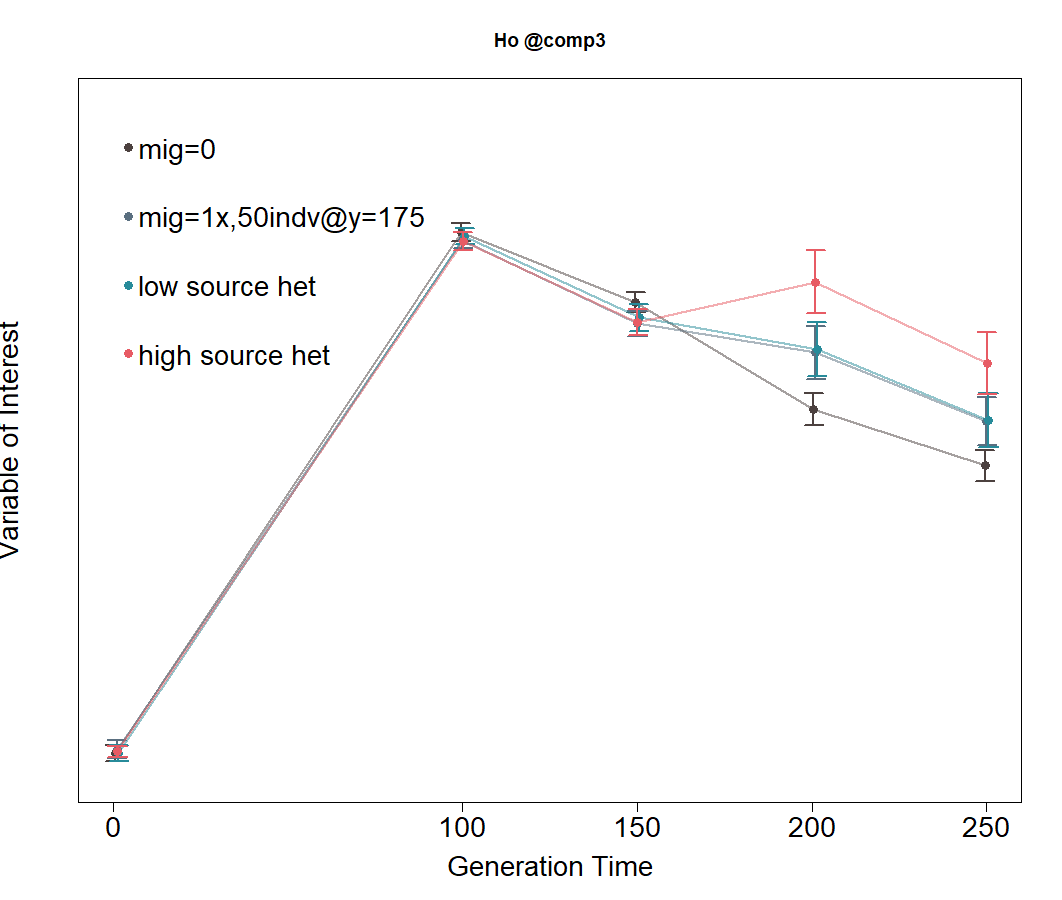 Ho @comp3
mig=0
mig=1x,50indv@y=175
low source het
high source het
Variable of Interest
0 100 150 200 250
Generation Time